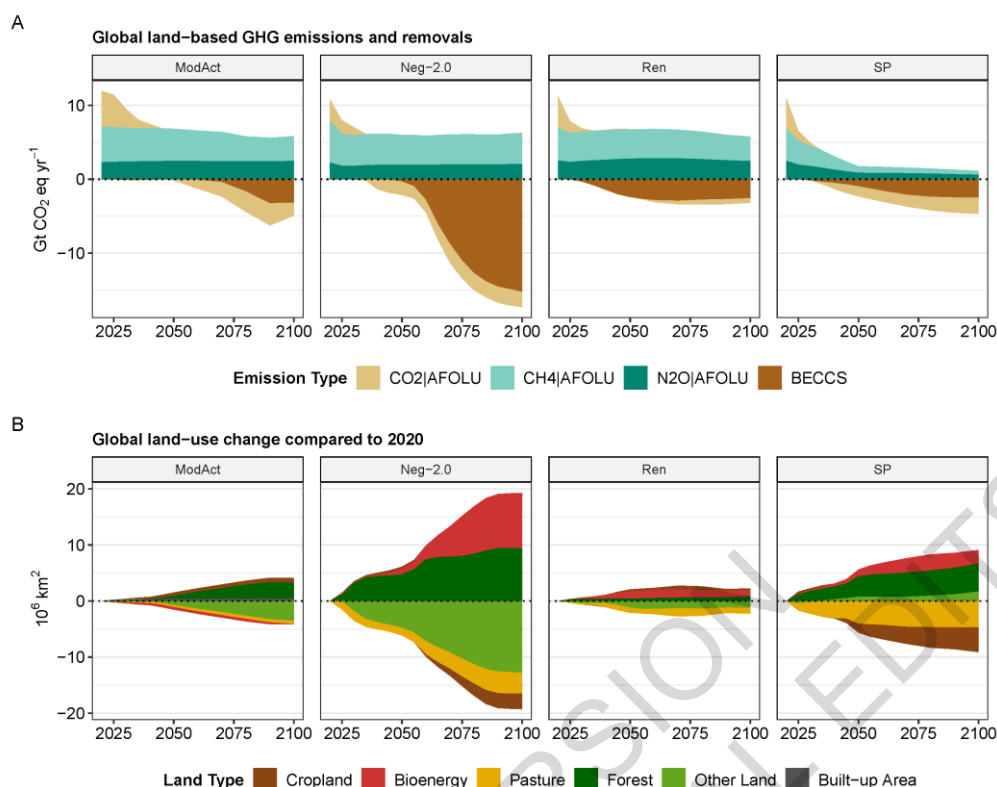 A
Global land-based GHG emissions and removals
ModAct Neg-2.0 Ren SP
10
0
-10
Gt CO2 eq yr-1
2025 2050 2075 2100 2025 2050 2075 2100 2025 2050 2075 2100 2025 2050 2075 2100
Emission Type CO2|AFOLU CH4|AFOLU N2O|AFOLU BECCS
B
Global land-use change compared to 2020
ModAct Neg-2.0 Ren SP
20
10
0
-10
-20
10^6 km^2
2025 2050 2075 2100 2025 2050 2075 2100 2025 2050 2075 2100 2025 2050 2075 2100
Land Type Cropland Bioenergy Pasture Forest Other Land Built-up Area